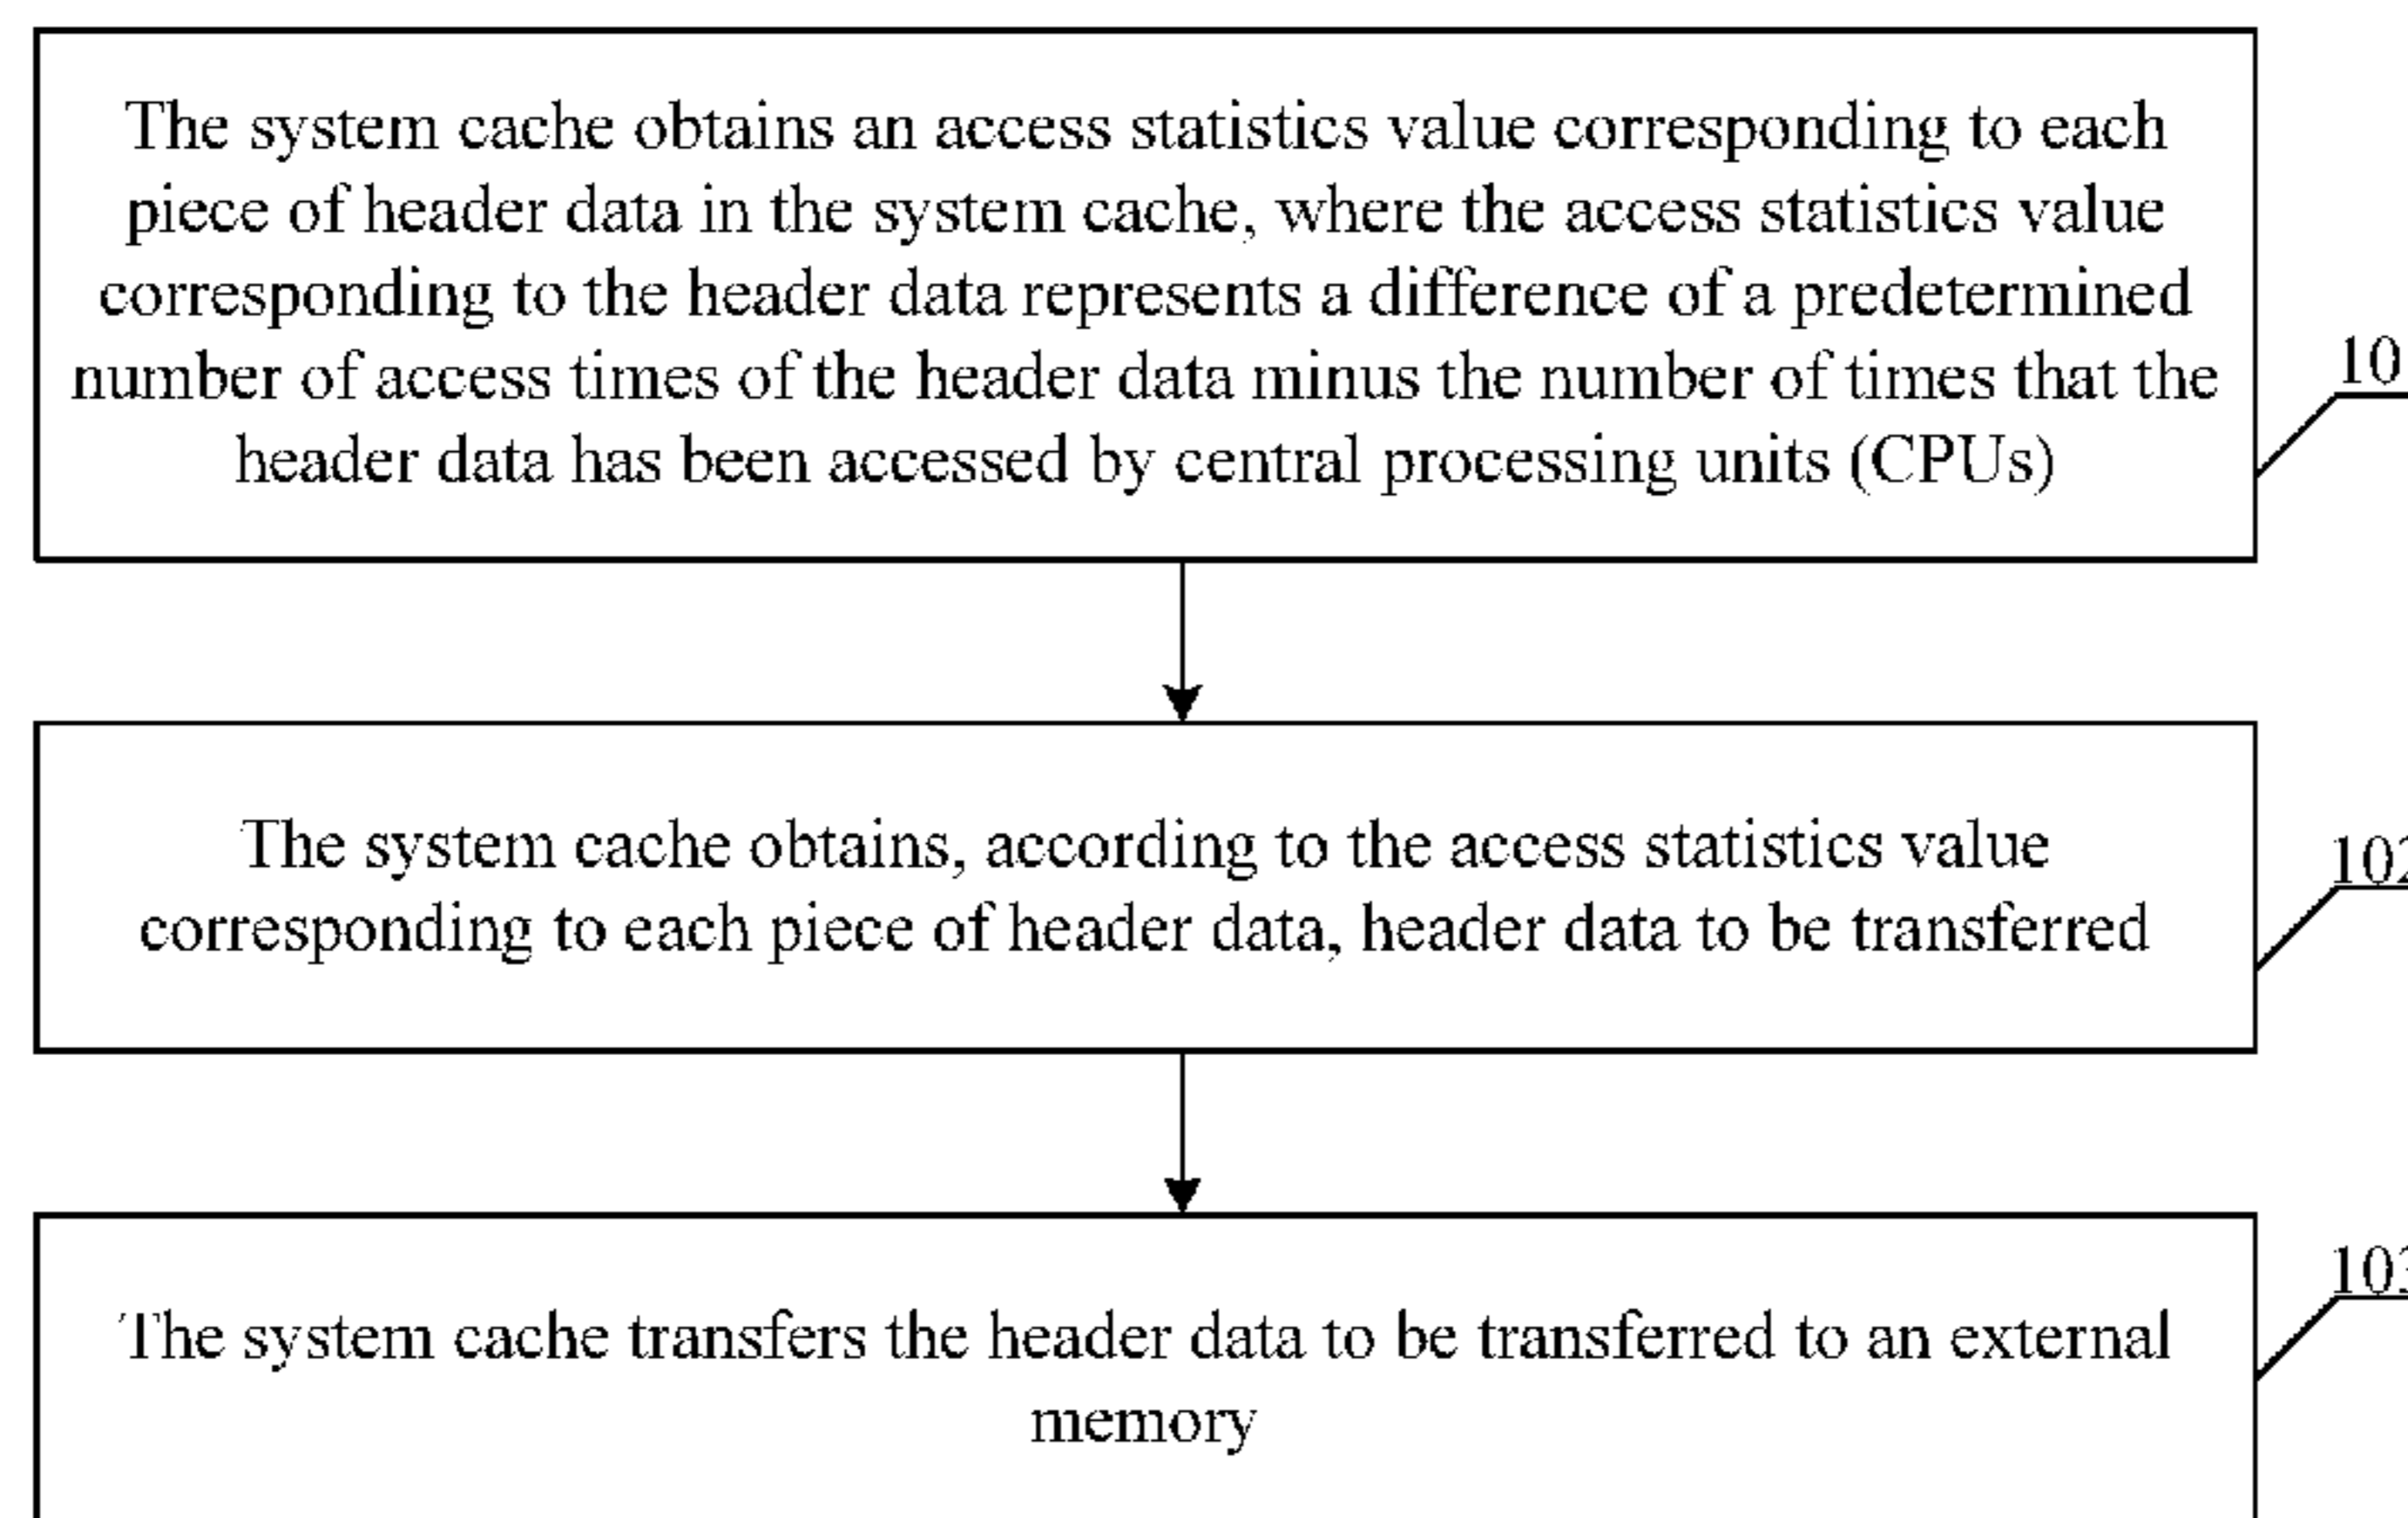 The system cache obtains an access statistics value corresponding to each
piece of header data in the system cache, where the access statistics value
corresponding to the header data represents a difference of a predetermined
number of access times of the header data minus the number of times that the
header data has been accessed by central processing units (CPUs)
10
The system cache obtains, according to the access statistics value
corresponding to each piece of header data, header data to be transferred
102
The system cache transfers the header data to be transferred to an external
memory
103